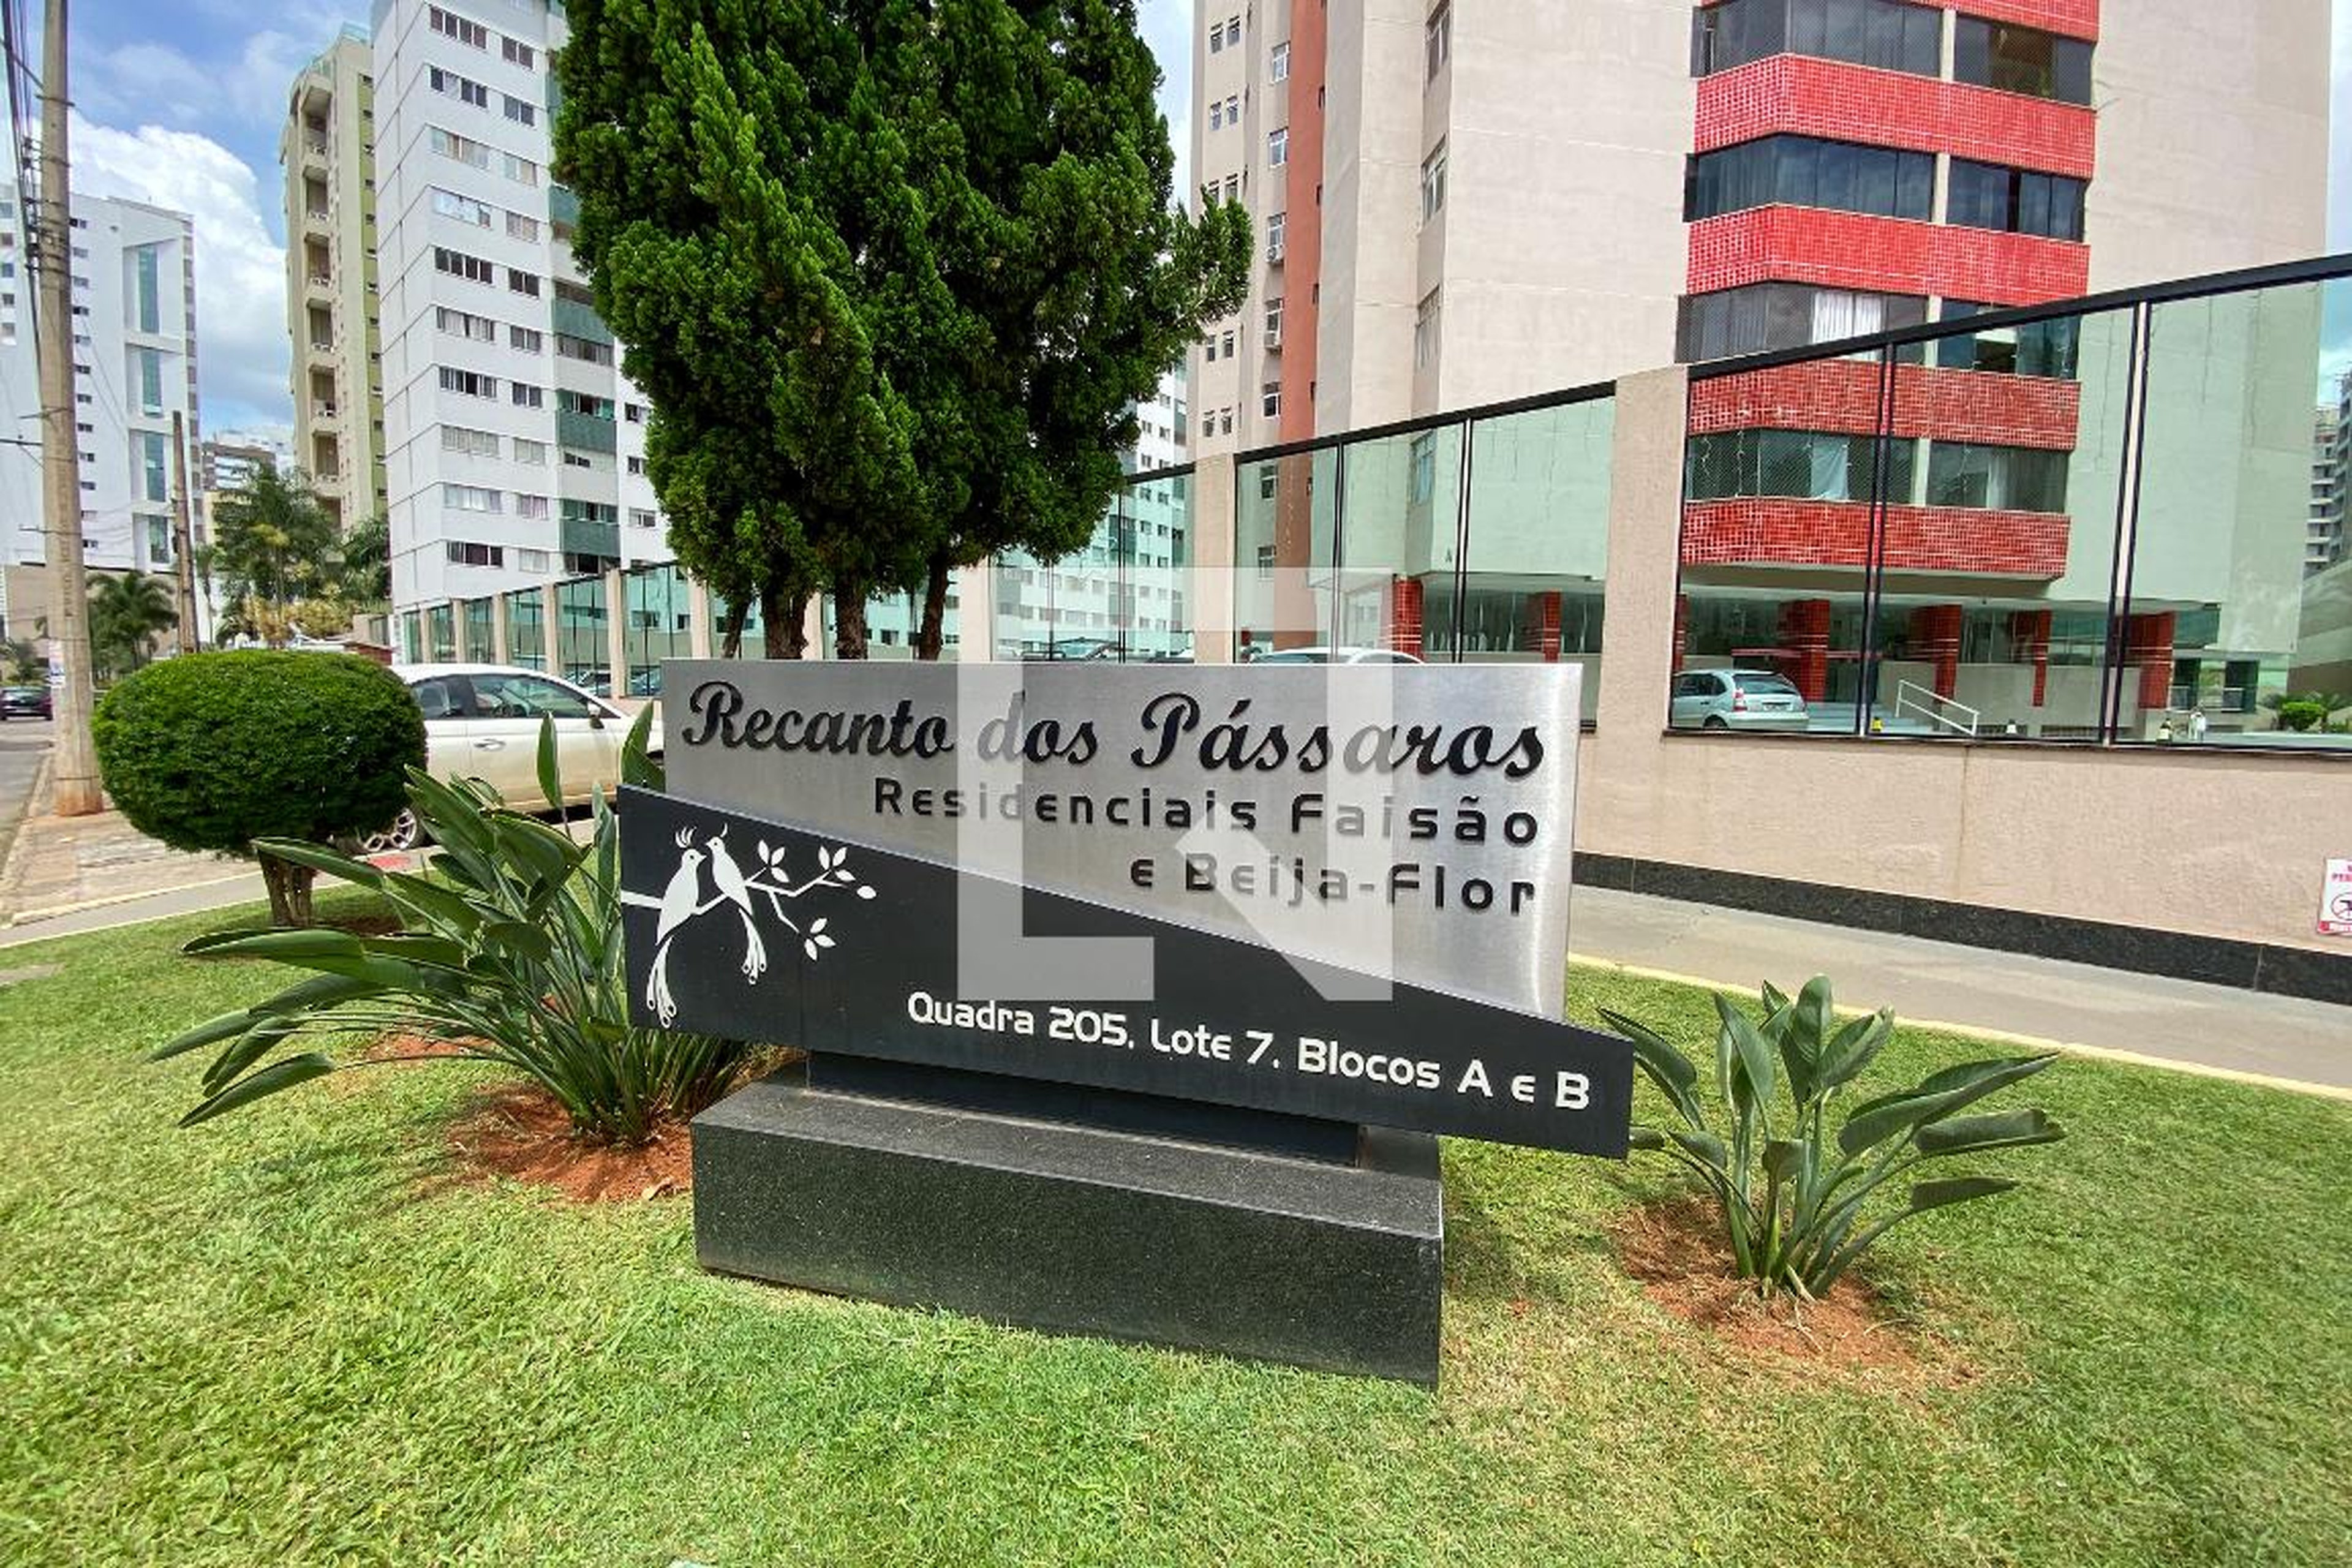 Recanto dos Pássaros
Residenciais Faisão
e Beija-Flor
Quadra 205, Lote 7, Blocos A e B